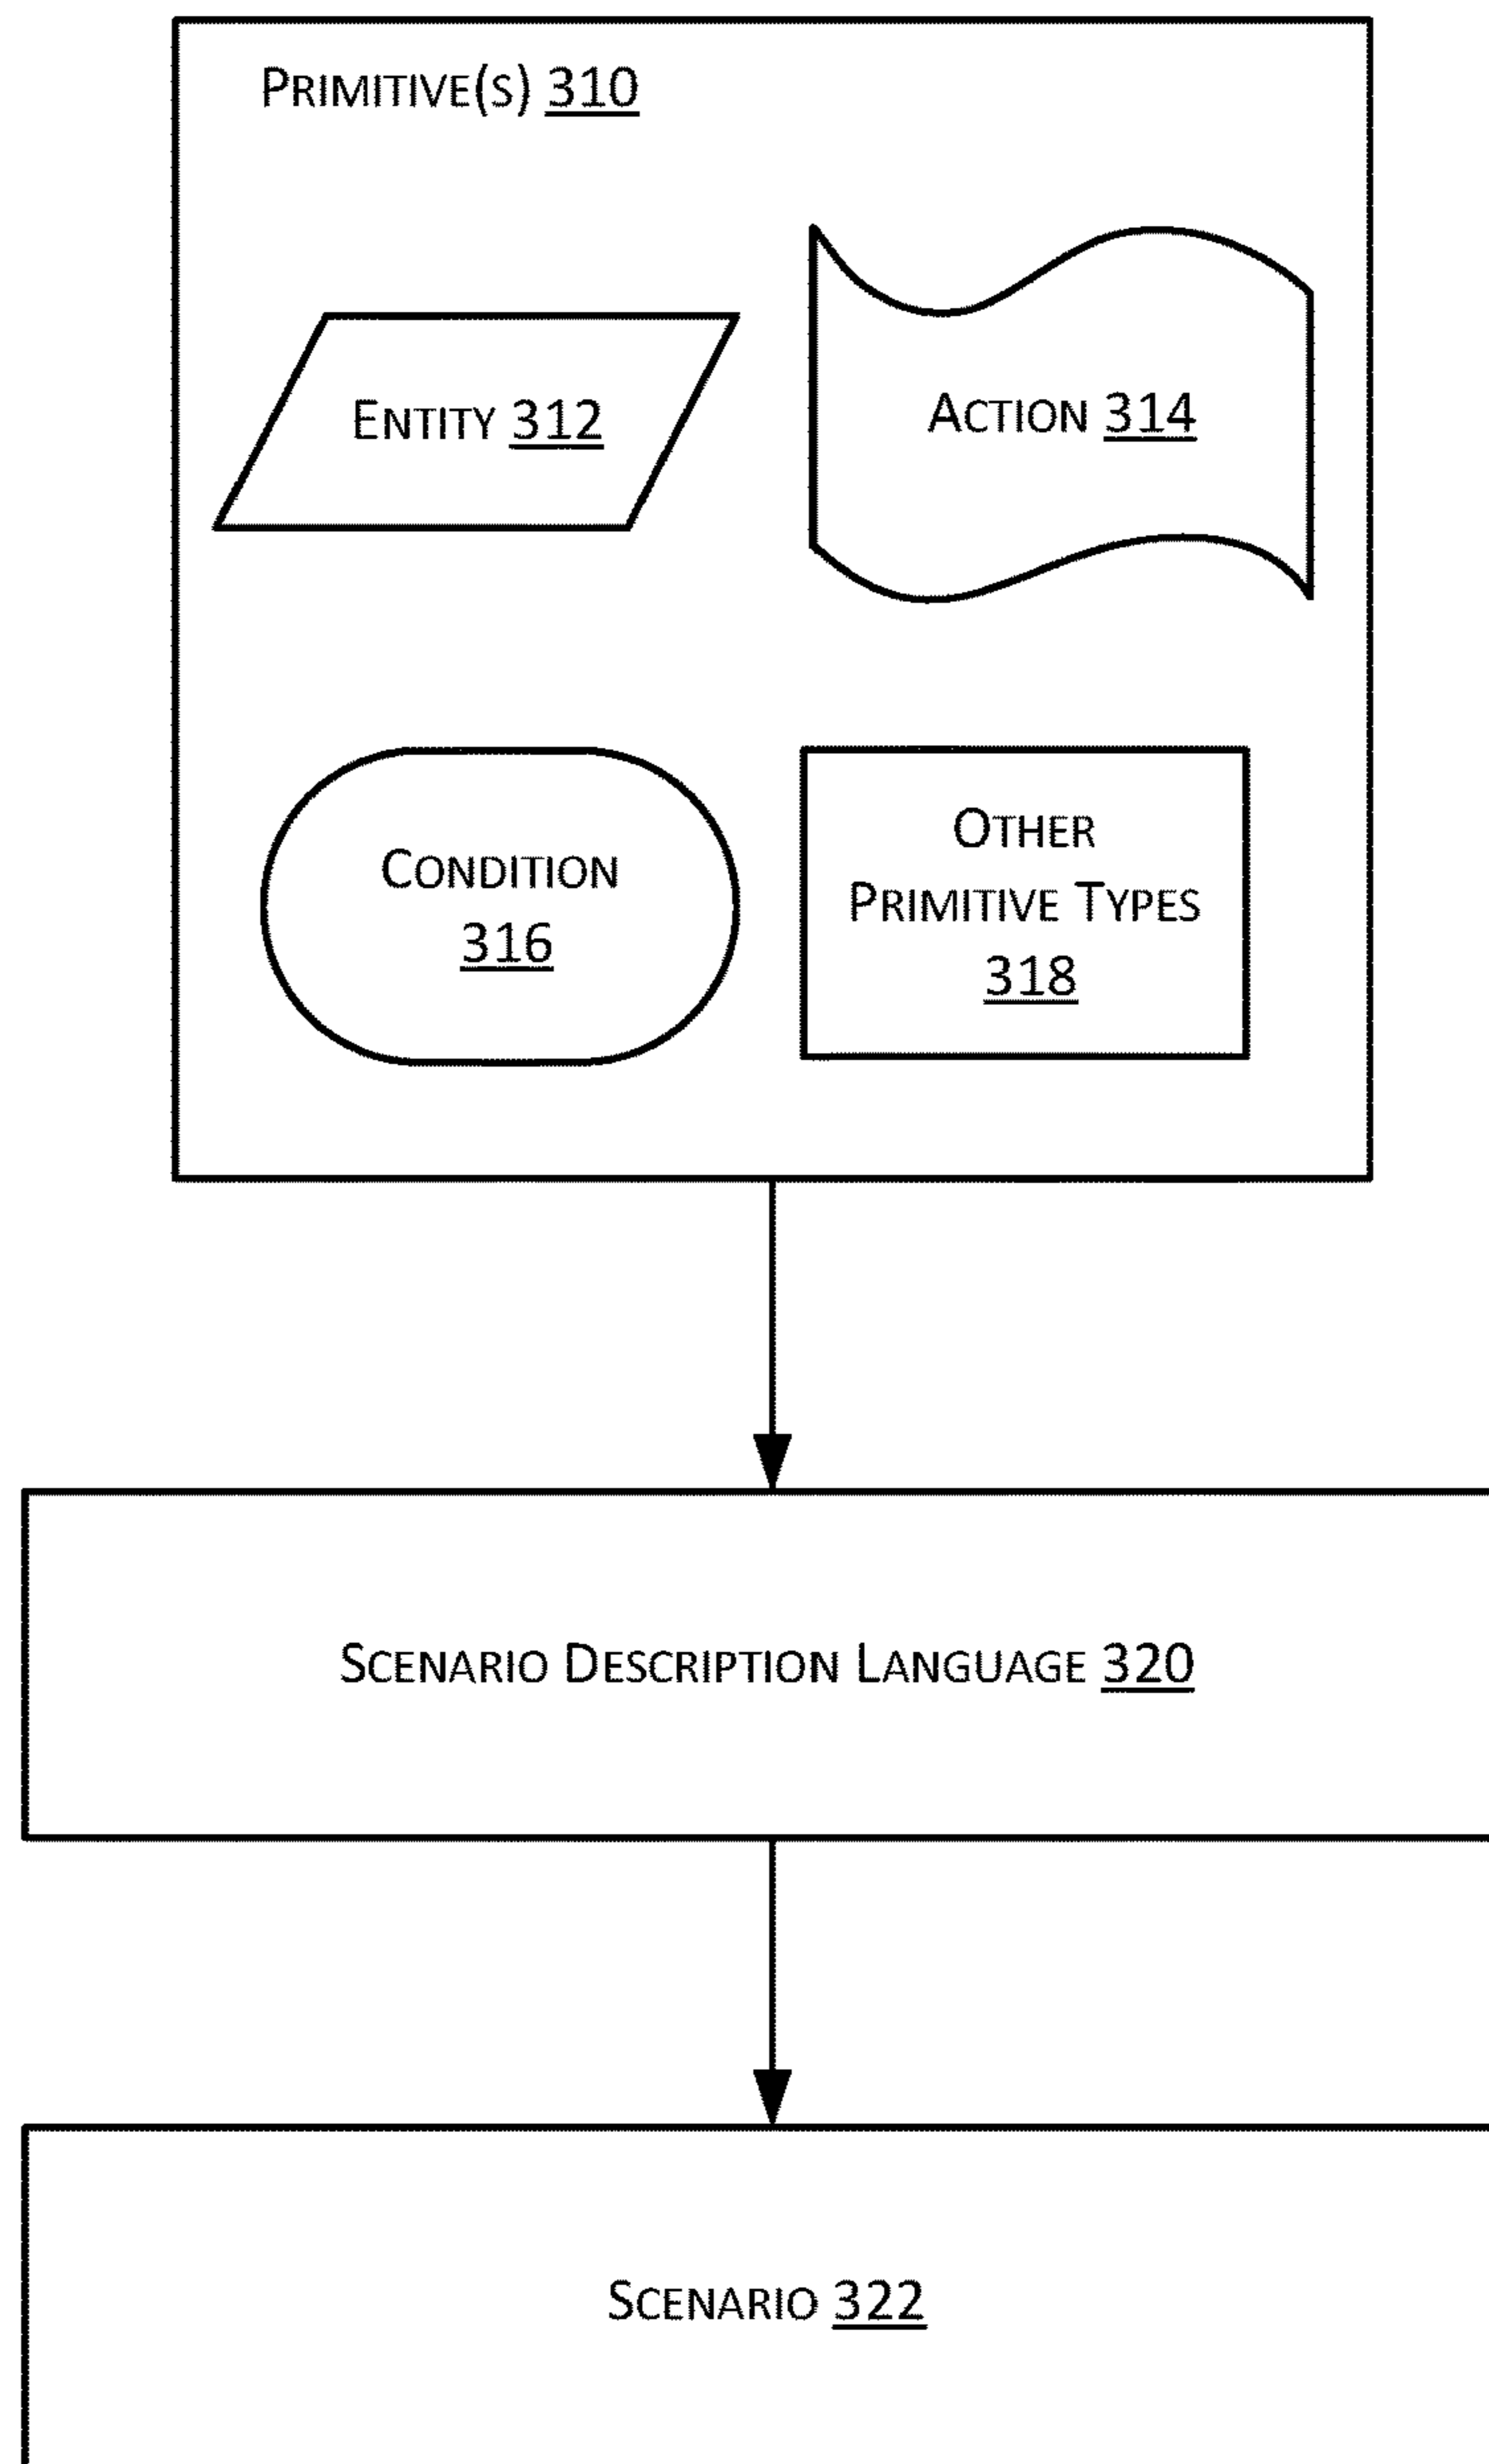 PRIMITIVE(S) 310
ENTITY 312
ACTION 314
CONDITION
316
OTHER
PRIMITIVE TYPES
318
SCENARIO DESCRIPTION LANGUAGE 320
SCENARIO 322